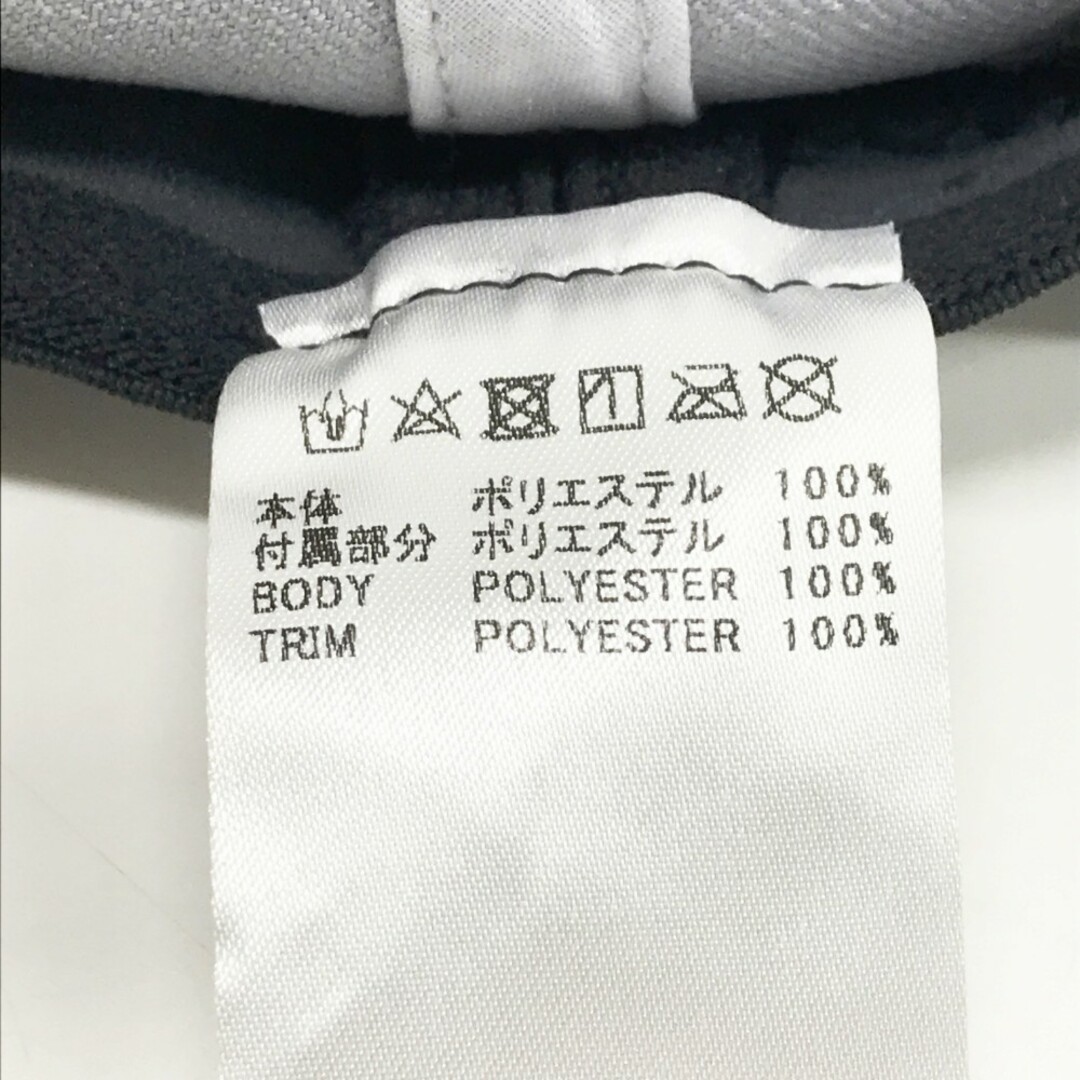 本体 ポリエステル 100%
付属部分 ポリエステル 100%
BODY POLYESTER 100%
TRIM POLYESTER 100%